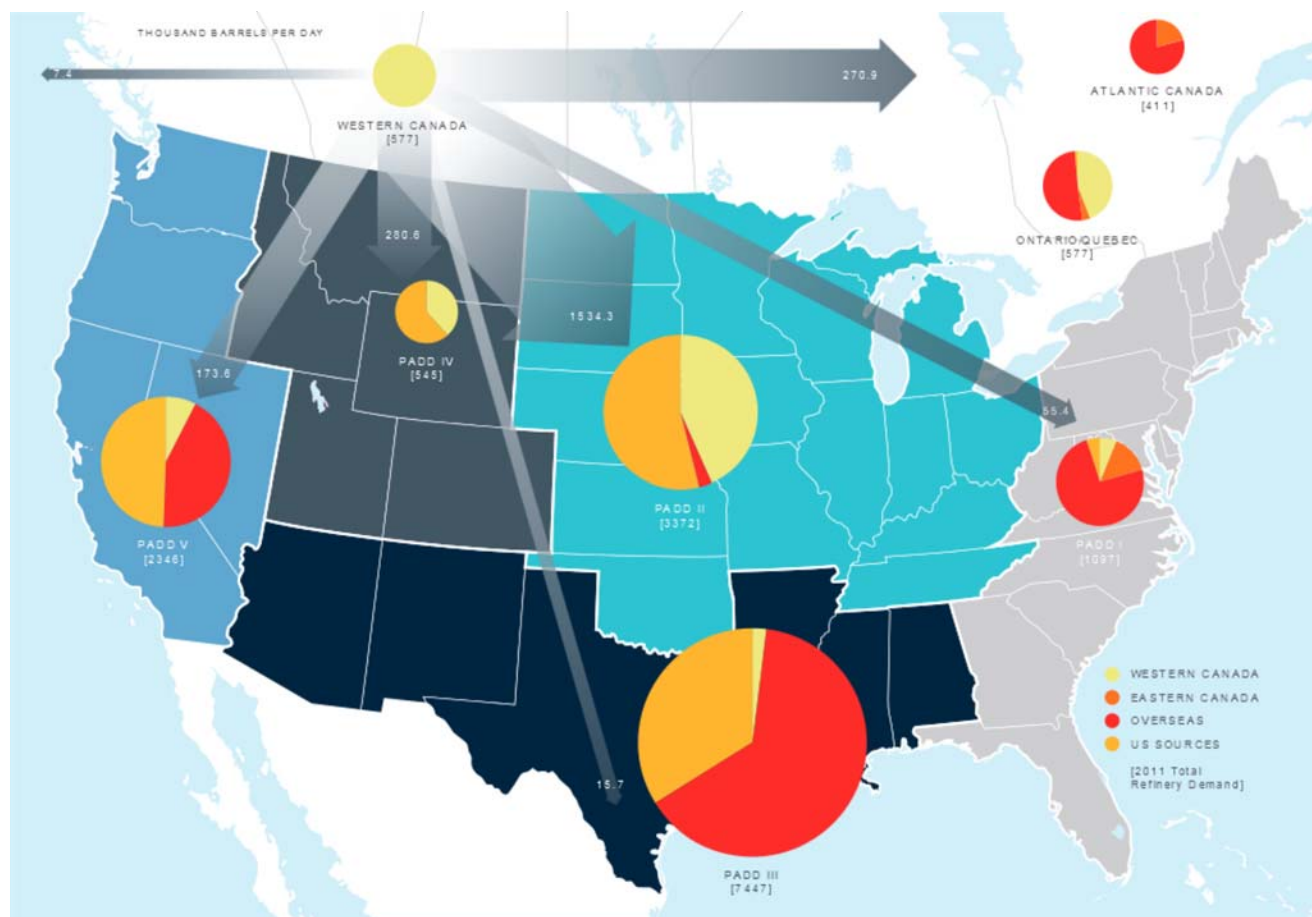 THOUSAND BARRELS PER DAY
7.4
270.9
WESTERN CANADA
[577]
ATLANTIC CANADA
[411]
ONTARIO/QUEBEC
[577]
280.6
1534.3
PADD IV
[545]
173.6
55.4
PADD V
[2346]
PADD II
[3372]
PADD I
[1097]
15.7
PADD III
[7447]
WESTERN CANADA
EASTERN CANADA
OVERSEAS
US SOURCES
[2011 Total
Refinery Demand]